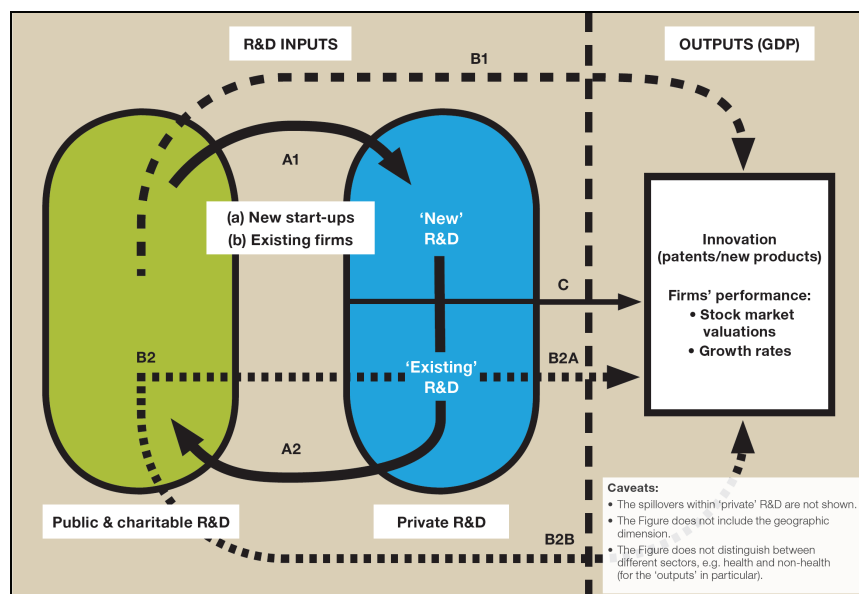 R&D INPUTS
OUTPUTS (GDP)
B1
A1
(a) New start-ups
(b) Existing firms
‘New’
R&D
Innovation
(patents/new products)
Firms’ performance:
• Stock market
valuations
• Growth rates
C
B2
‘Existing’
R&D
B2A
A2
Public & charitable R&D
Private R&D
B2B
Caveats:
• The spillovers within ‘private’ R&D are not shown.
• The Figure does not include the geographic
dimension.
• The Figure does not distinguish between
different sectors, e.g. health and non-health
(for the ‘outputs’ in particular).